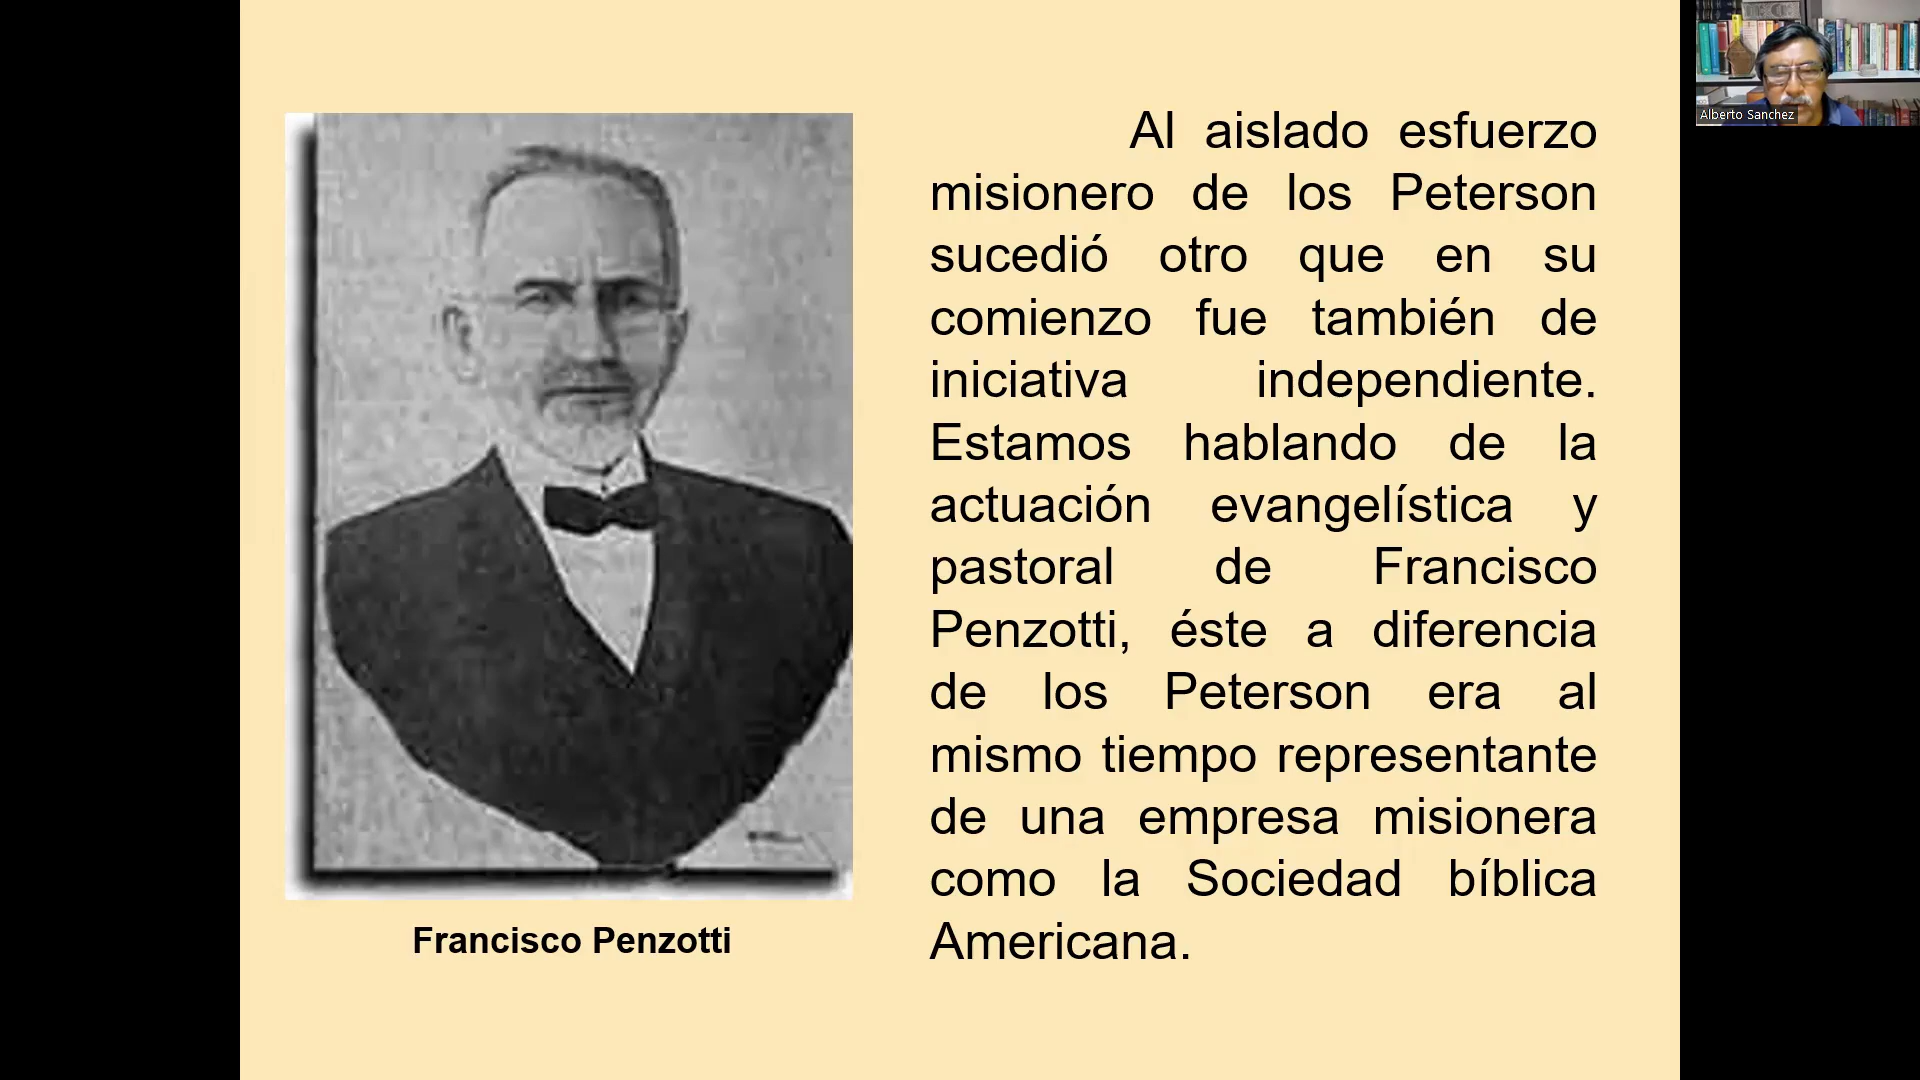 Al aislado esfuerzo
misionero de los Peterson
sucedió otro que en su
comienzo fue también de
iniciativa independiente.
Estamos hablando de la
actuación evangelística y
pastoral de Francisco
Penzotti, éste a diferencia
de los Peterson era al
mismo tiempo representante
de una empresa misionera
como la Sociedad bíblica
Americana.
Francisco Penzotti
Alberto Sanchez